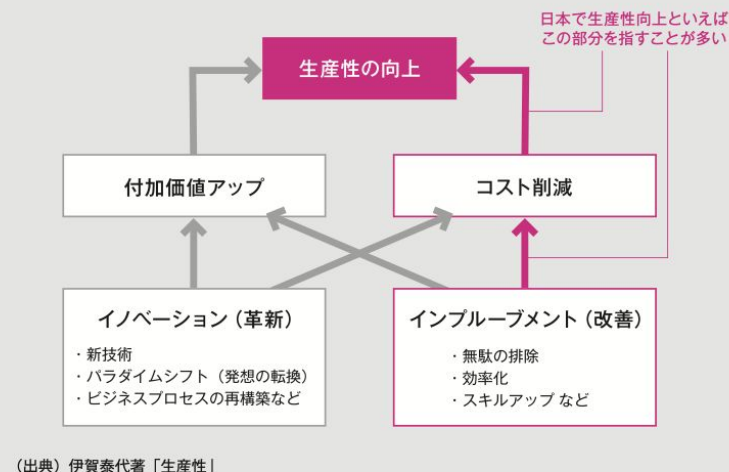 日本で生産性向上といえば
この部分を指すことが多い
生産性の向上
付加価値アップ
コスト削減
イノベーション（革新）
・新技術
・パラダイムシフト（発想の転換）
・ビジネスプロセスの再構築など
インプルーブメント（改善）
・無駄の排除
・効率化
・スキルアップ など
（出典）伊賀泰代著「生産性」